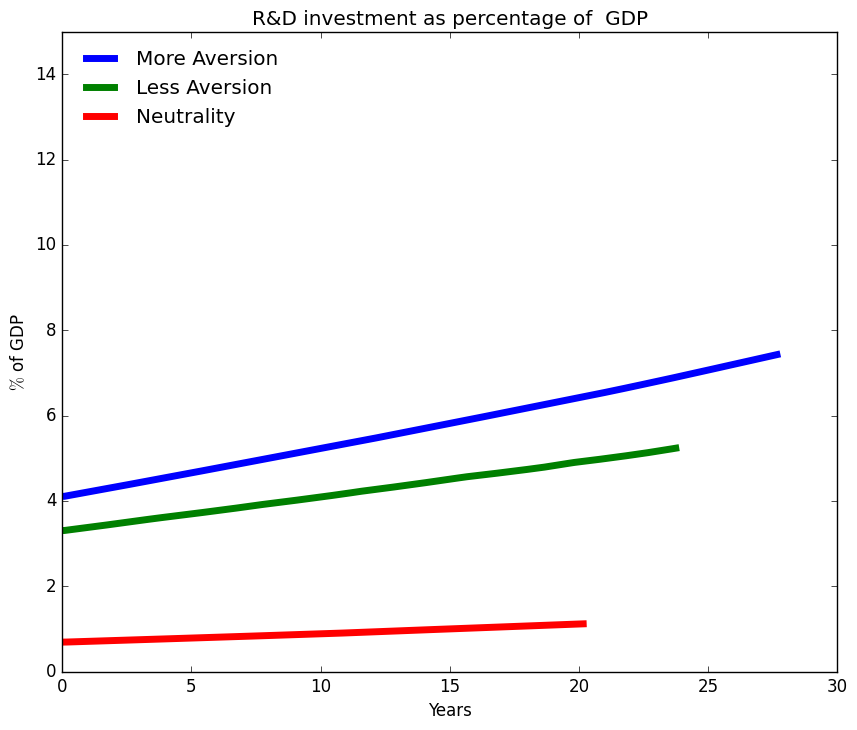 R&D investment as percentage of  GDP
More Aversion
Less Aversion
Neutrality
14
12
10
8
6
4
2
0
% of GDP
0 5 10 15 20 25 30
Years